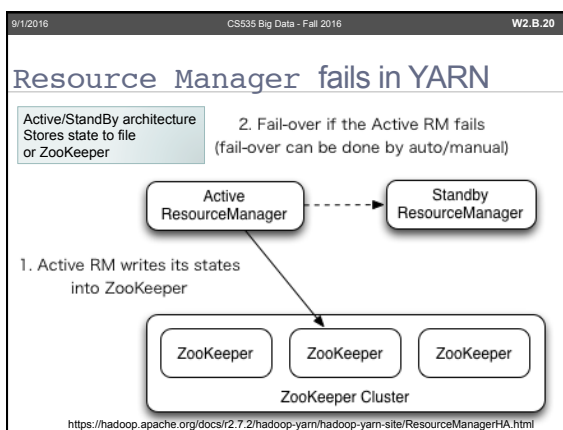 9/1/2016 CS535 Big Data - Fall 2016 W2.B.20
Resource Manager fails in YARN
Active/StandBy architecture
Stores state to file
or ZooKeeper
2. Fail-over if the Active RM fails
(fail-over can be done by auto/manual)
Active
ResourceManager
Standby
ResourceManager
1. Active RM writes its states
into ZooKeeper
ZooKeeper ZooKeeper ZooKeeper
ZooKeeper Cluster
https://hadoop.apache.org/docs/r2.7.2/hadoop-yarn/hadoop-yarn-site/ResourceManagerHA.html